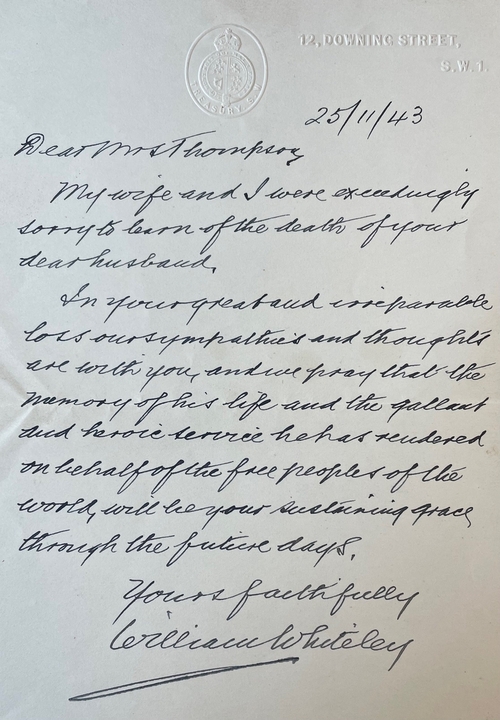 12, DOWNING STREET,
S.W.1.
25/11/43
Dear Mrs Thompson,
My wife and I were exceedingly
sorry to learn of the death of your
dear husband.
In your great and irreparable
loss our sympathies and thoughts
are with you, and we pray that the
memory of his life and the gallant
and heroic service he has rendered
on behalf of the free peoples of the
world, will be your sustaining grace
through the future days.
Yours faithfully
William Whiteley